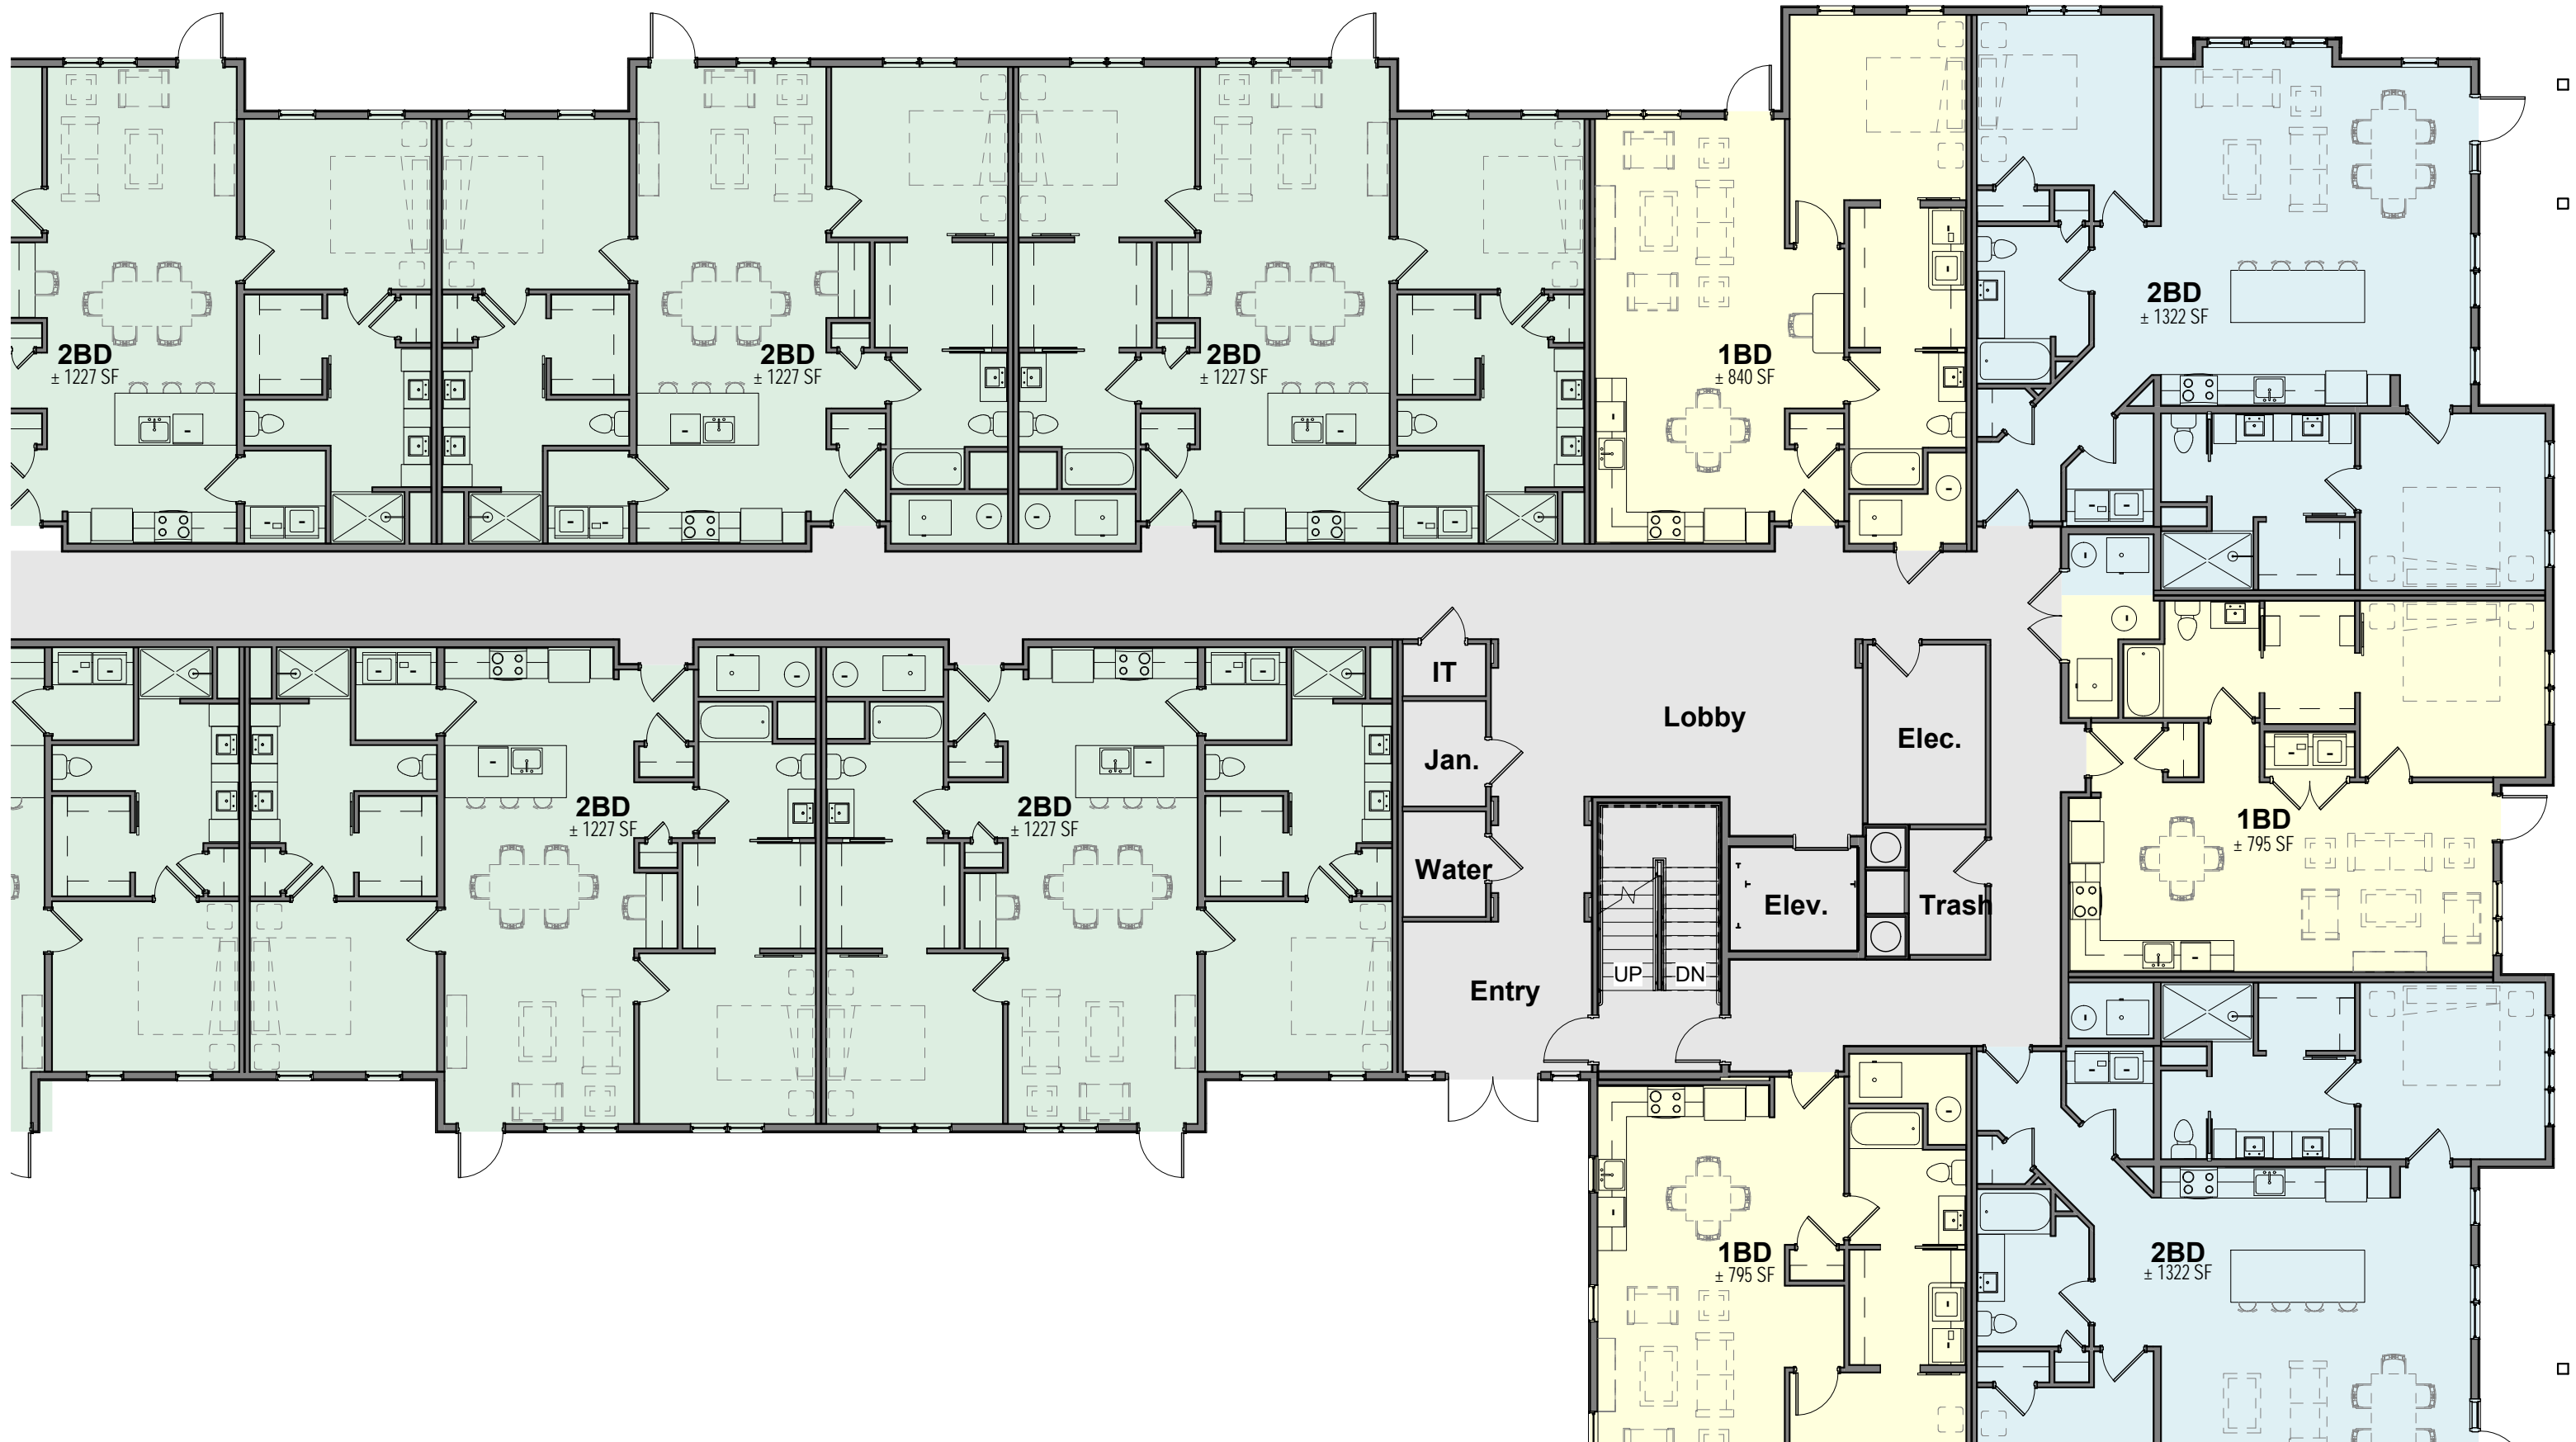 2BD
± 1322 SF
2BD
± 1227 SF
2BD
± 1227 SF
2BD
± 1227 SF
1BD
± 840 SF
IT
Lobby
Elec.
Jan.
2BD
± 1227 SF
2BD
± 1227 SF
1BD
± 795 SF
Water
Elev.
Trash
UP
DN
Entry
1BD
± 795 SF
2BD
± 1322 SF